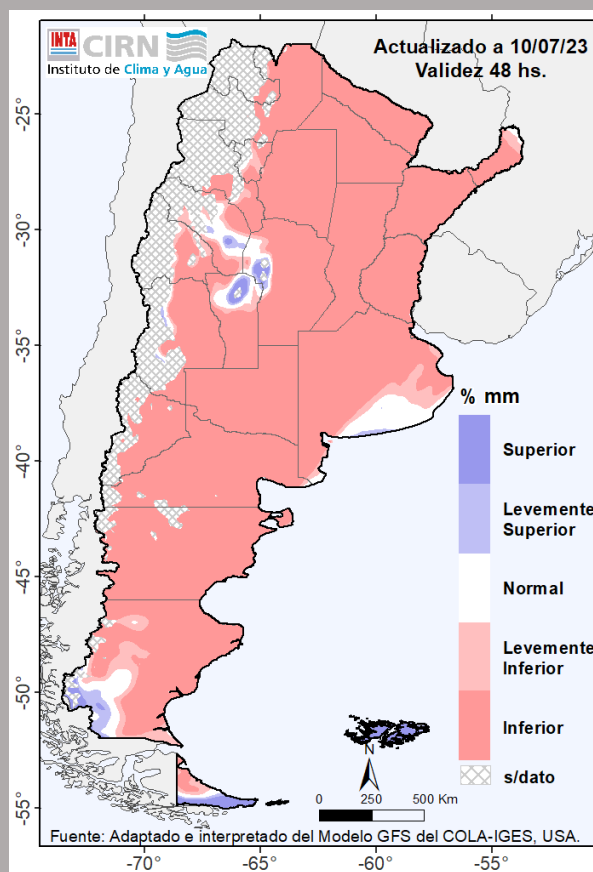 INTA CIRN
Instituto de Clima y Agua
Actualizado a 10/07/23
Validez 48 hs.
-25°
-30°
-35°
-40°
-45°
-50°
-55°
% mm
Superior
Levemente
Superior
Normal
Levemente
Inferior
Inferior
s/dato
N
0 250 500 Km
Fuente: Adaptado e interpretado del Modelo GFS del COLA-IGES, USA.
-70° -65° -60° -55°